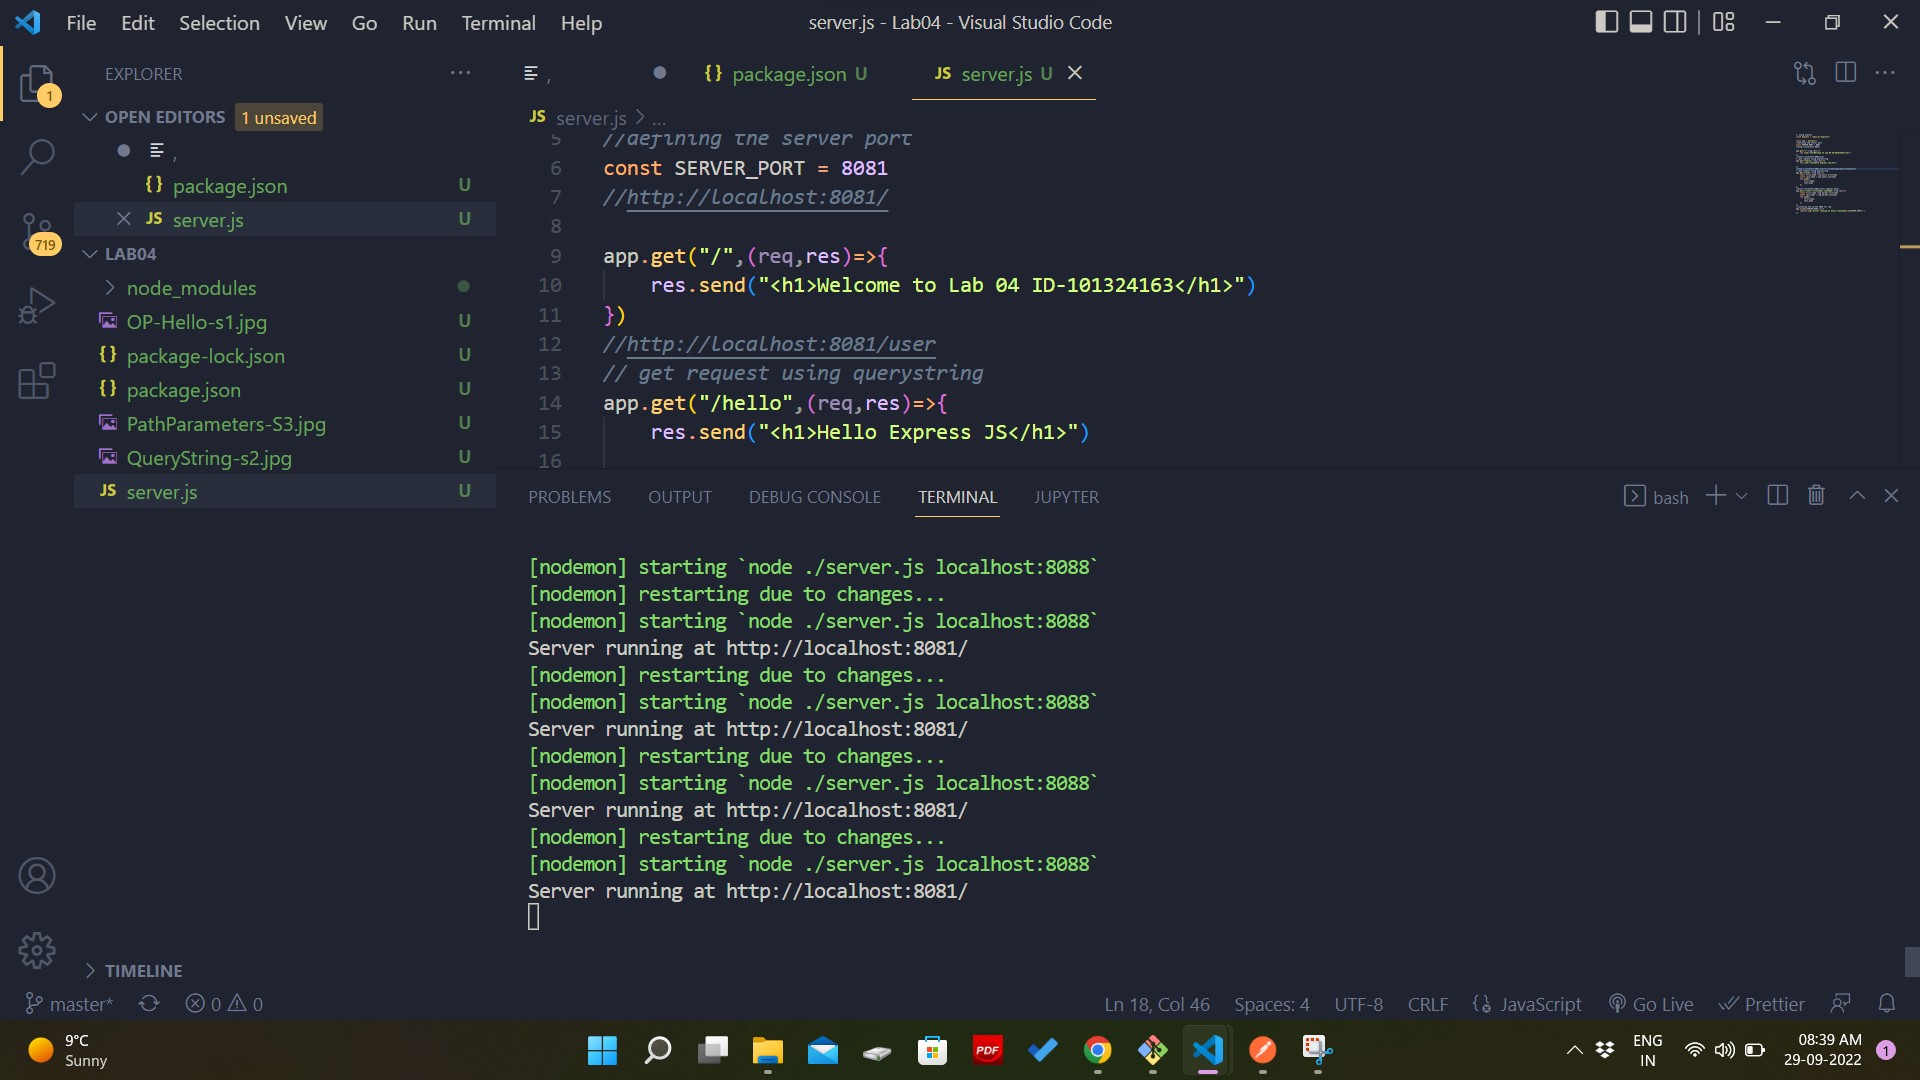 File Edit Selection View Go Run Terminal Help
server.js - Lab04 - Visual Studio Code
EXPLORER
1
OPEN EDITORS 1 unsaved
,
{} package.json U
JS server.js U
719
LAB04
node_modules
OP-Hello-s1.jpg U
{} package-lock.json U
{} package.json U
PathParameters-S3.jpg U
QueryString-s2.jpg U
JS server.js U
TIMELINE
, {} package.json U JS server.js U
JS server.js > ...
5 //defining the server port
6 const SERVER_PORT = 8081
7 //http://localhost:8081/
8
9 app.get("/",(req,res)=>{
10 res.send("<h1>Welcome to Lab 04 ID-101324163</h1>")
11 })
12 //http://localhost:8081/user
13 // get request using querystring
14 app.get("/hello",(req,res)=>{
15 res.send("<h1>Hello Express JS</h1>")
16
PROBLEMS OUTPUT DEBUG CONSOLE TERMINAL JUPYTER
bash
[nodemon] starting `node ./server.js localhost:8088`
[nodemon] restarting due to changes...
[nodemon] starting `node ./server.js localhost:8088`
Server running at http://localhost:8081/
[nodemon] restarting due to changes...
[nodemon] starting `node ./server.js localhost:8088`
Server running at http://localhost:8081/
[nodemon] restarting due to changes...
[nodemon] starting `node ./server.js localhost:8088`
Server running at http://localhost:8081/
[nodemon] restarting due to changes...
[nodemon] starting `node ./server.js localhost:8088`
Server running at http://localhost:8081/
master* 0 0
Ln 18, Col 46 Spaces: 4 UTF-8 CRLF {} JavaScript Go Live Prettier
9°C
Sunny
PDF
ENG
IN
08:39 AM
29-09-2022
1